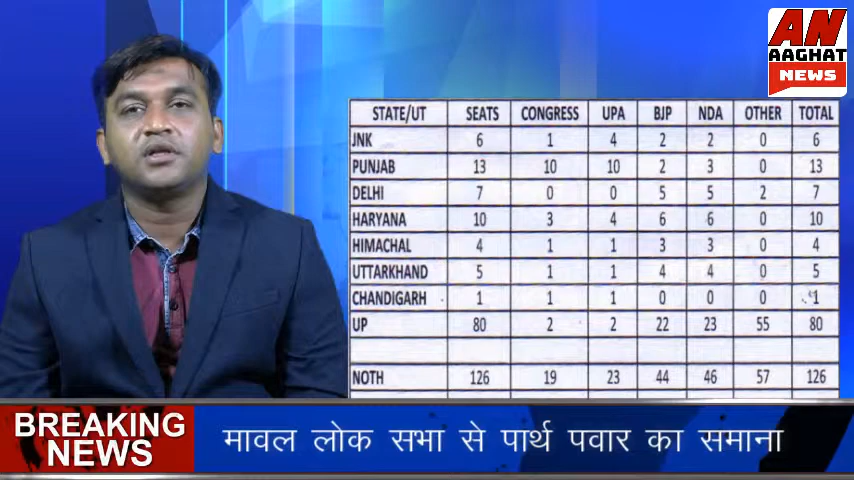 AN
AAGHAT
NEWS
STATE/UT SEATS CONGRESS UPA BJP NDA OTHER TOTAL
JNK 6 1 4 2 2 0 6
PUNJAB 13 10 10 2 3 0 13
DELHI 7 0 0 5 5 2 7
HARYANA 10 3 4 6 6 0 10
HIMACHAL 4 1 1 3 3 0 4
UTTARKHAND 5 1 1 4 4 0 5
CHANDIGARH 1 1 1 0 0 0 1
UP 80 2 2 22 23 55 80
NOTH 126 19 23 44 46 57 126
BREAKING
NEWS
मावल लोक सभा से पार्थ पवार का समाना